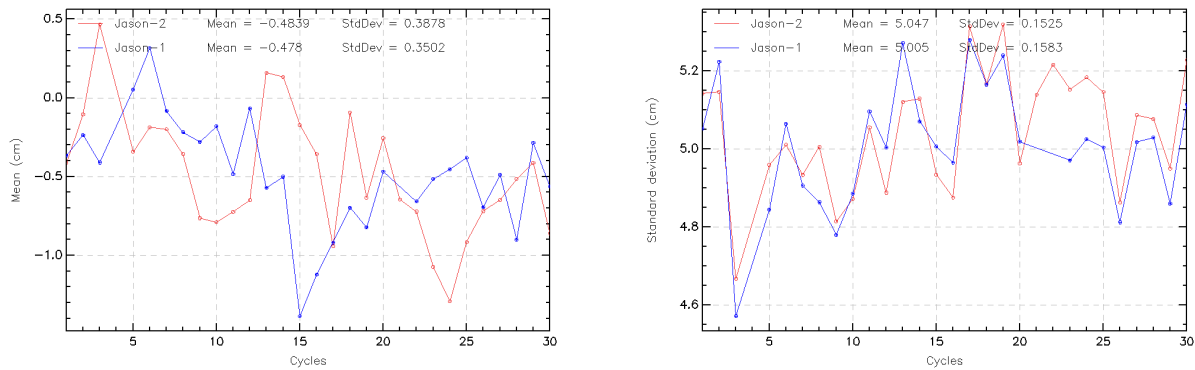 Jason-2 Mean = -0.4839 StdDev = 0.3878
Jason-1 Mean = -0.478 StdDev = 0.3502
0.5
0.0
-0.5
-1.0
Mean (cm)
5 10 15 20 25 30
Cycles
Jason-2 Mean = 5.047 StdDev = 0.1525
Jason-1 Mean = 5.005 StdDev = 0.1583
5.2
5.0
4.8
4.6
Standard deviation (cm)
5 10 15 20 25 30
Cycles